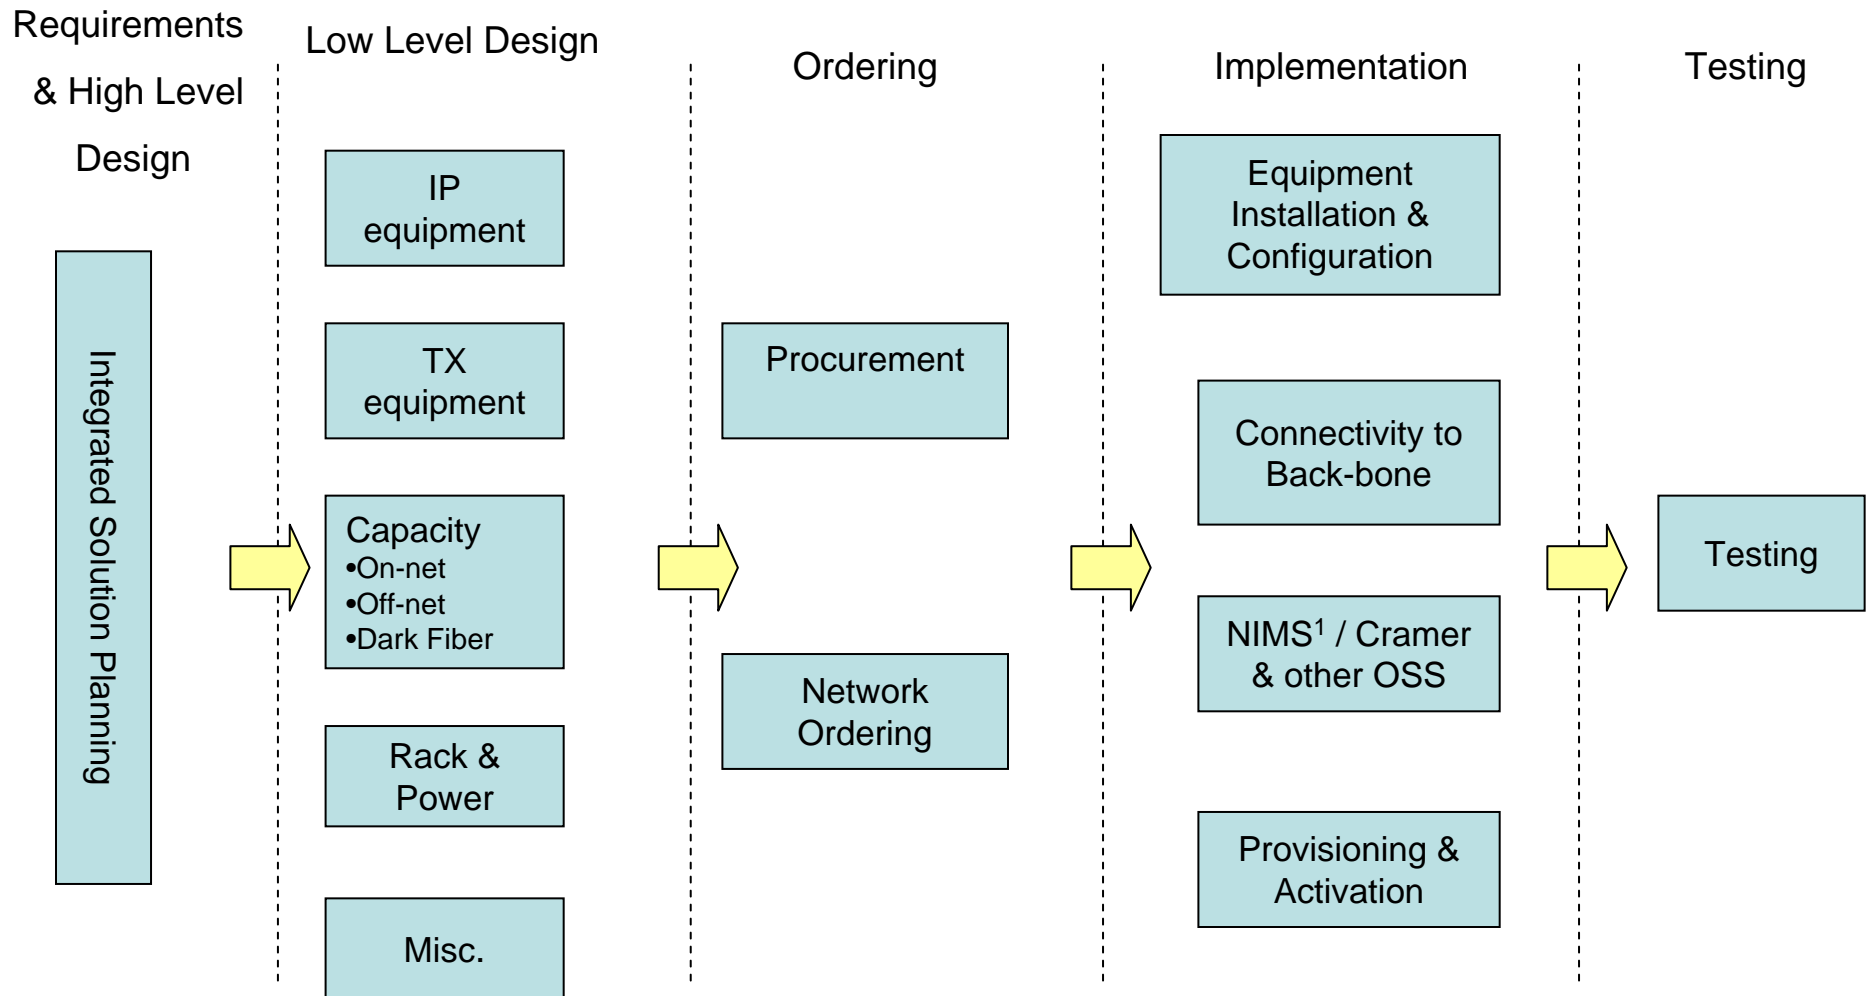 Requirements
& High Level
Design
Low Level Design
Ordering
Implementation
Testing
Integrated Solution Planning
IP
equipment
TX
equipment
Capacity
•On-net
•Off-net
•Dark Fiber
Rack &
Power
Misc.
Procurement
Network
Ordering
Equipment
Installation &
Configuration
Connectivity to
Back-bone
NIMS¹ / Cramer
& other OSS
Provisioning &
Activation
Testing